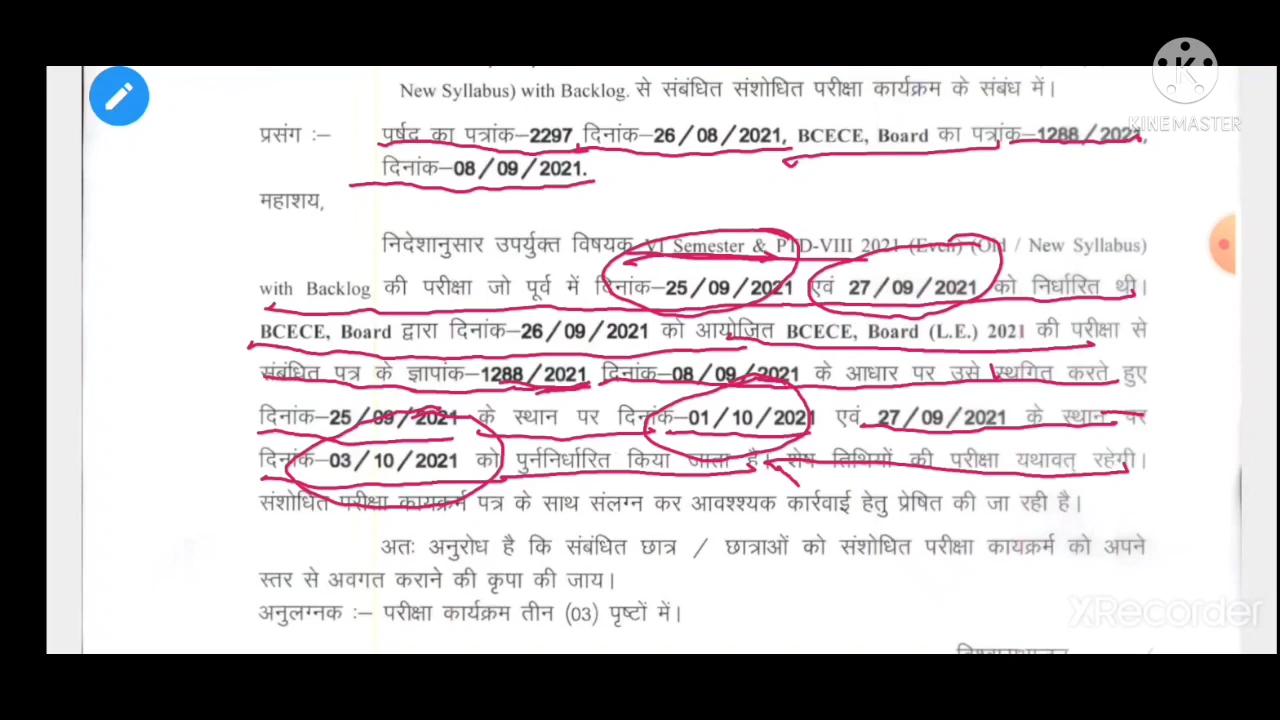 New Syllabus) with Backlog. से संबंधित संशोधित परीक्षा कार्यक्रम के संबंध में।
KINEMASTER
प्रसंग :– पर्षद का पत्रांक–2297 दिनांक–26/08/2021, BCECE, Board का पत्रांक–1288/2021,
दिनांक–08/09/2021.
महाशय,
निदेशानुसार उपर्युक्त विषयक VI Semester & PTD-VIII 2021 (Even) (Old / New Syllabus)
with Backlog की परीक्षा जो पूर्व में दिनांक–25/09/2021 एवं 27/09/2021 को निर्धारित थी।
BCECE, Board द्वारा दिनांक–26/09/2021 को आयोजित BCECE, Board (L.E.) 2021 की परीक्षा से
संबंधित पत्र के ज्ञापांक–1288/2021 दिनांक–08/09/2021 के आधार पर उसे स्थगित करते हुए
दिनांक–25/09/2021 के स्थान पर दिनांक–01/10/2021 एवं 27/09/2021 के स्थान पर
दिनांक–03/10/2021 को पुर्ननिर्धारित किया जाता है। शेष तिथियों की परीक्षा यथावत् रहेगी।
संशोधित परीक्षा कायक्रर्म पत्र के साथ संलग्न कर आवश्श्यक कार्रवाई हेतु प्रेषित की जा रही है।
अतः अनुरोध है कि संबंधित छात्र / छात्राओं को संशोधित परीक्षा कायक्रर्म को अपने
स्तर से अवगत कराने की कृपा की जाय।
अनुलग्नक :– परीक्षा कार्यक्रम तीन (03) पृष्टों में।
XRecorder